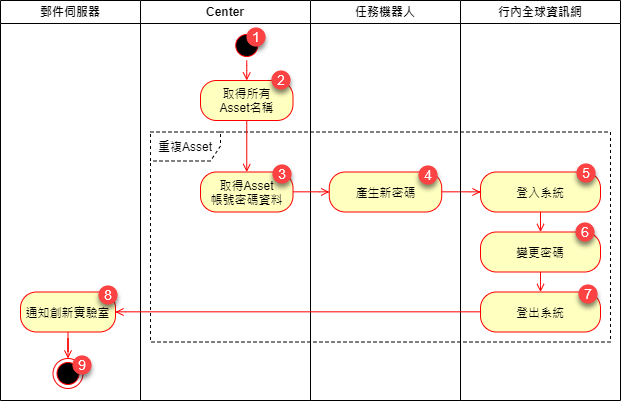 郵件伺服器
Center
任務機器人
行內全球資訊網
1
2
取得所有
Asset名稱
重複Asset
3
取得Asset
帳號密碼資料
4
產生新密碼
5
登入系統
6
變更密碼
7
登出系統
8
通知創新實驗室
9